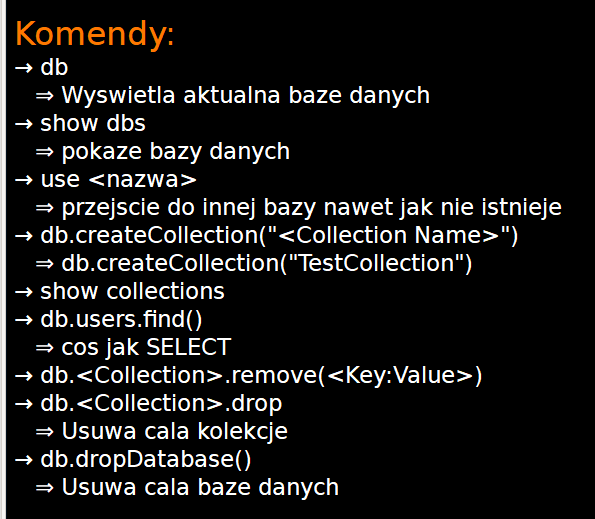 Komendy:
→ db
⇒ Wyswietla aktualna baze danych
→ show dbs
⇒ pokaze bazy danych
→ use <nazwa>
⇒ przejscie do innej bazy nawet jak nie istnieje
→ db.createCollection("<Collection Name>")
⇒ db.createCollection("TestCollection")
→ show collections
→ db.users.find()
⇒ cos jak SELECT
→ db.<Collection>.remove(<Key:Value>)
→ db.<Collection>.drop
⇒ Usuwa cala kolekcje
→ db.dropDatabase()
⇒ Usuwa cala baze danych